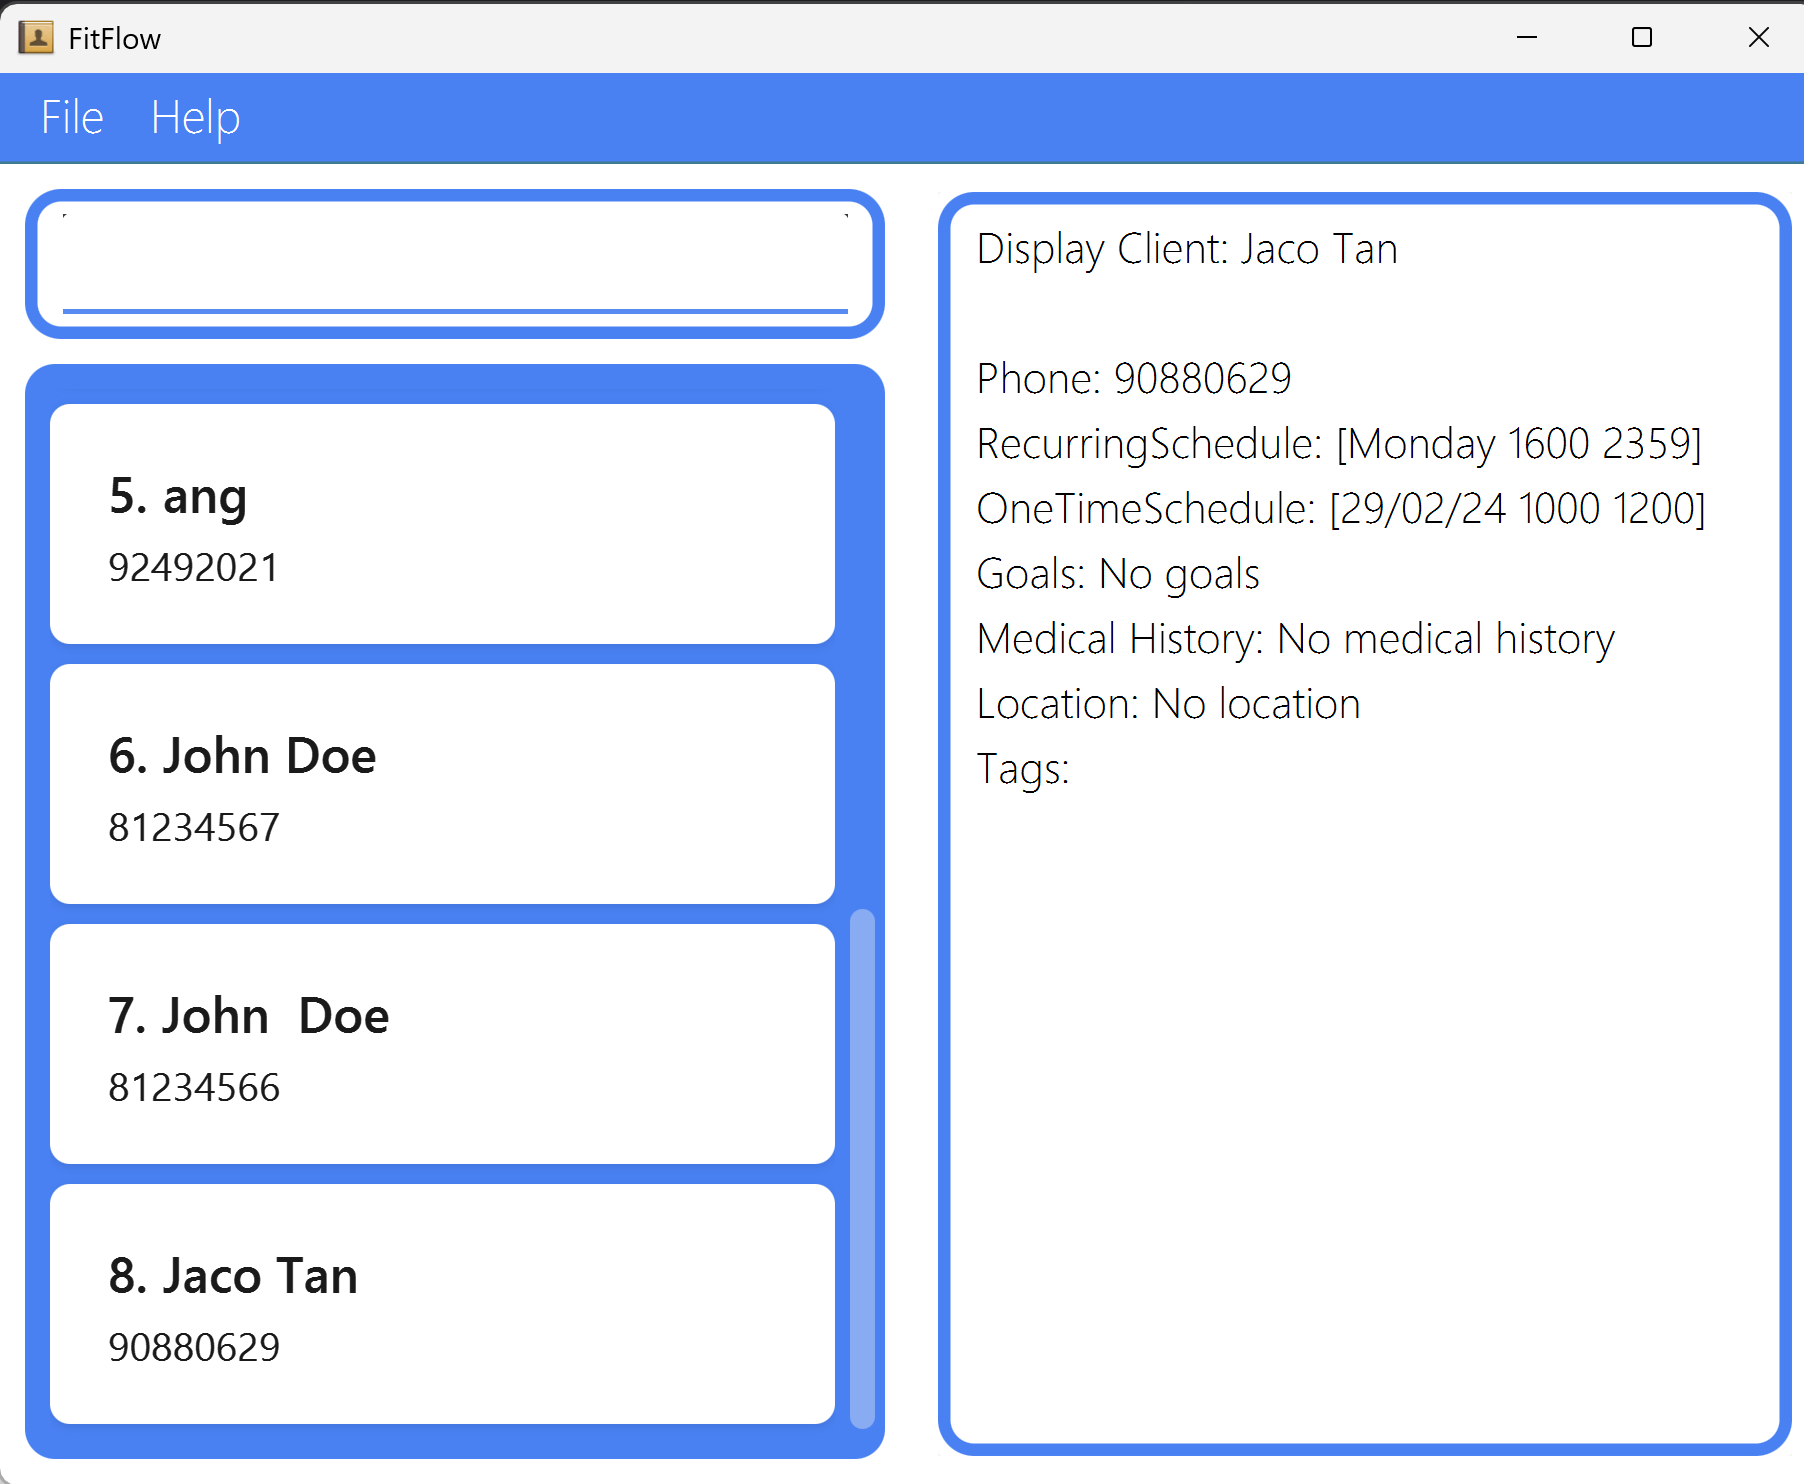 FitFlow
File Help
5. ang
92492021
6. John Doe
81234567
7. John  Doe
81234566
8. Jaco Tan
90880629
Display Client: Jaco Tan
Phone: 90880629
RecurringSchedule: [Monday 1600 2359]
OneTimeSchedule: [29/02/24 1000 1200]
Goals: No goals
Medical History: No medical history
Location: No location
Tags: